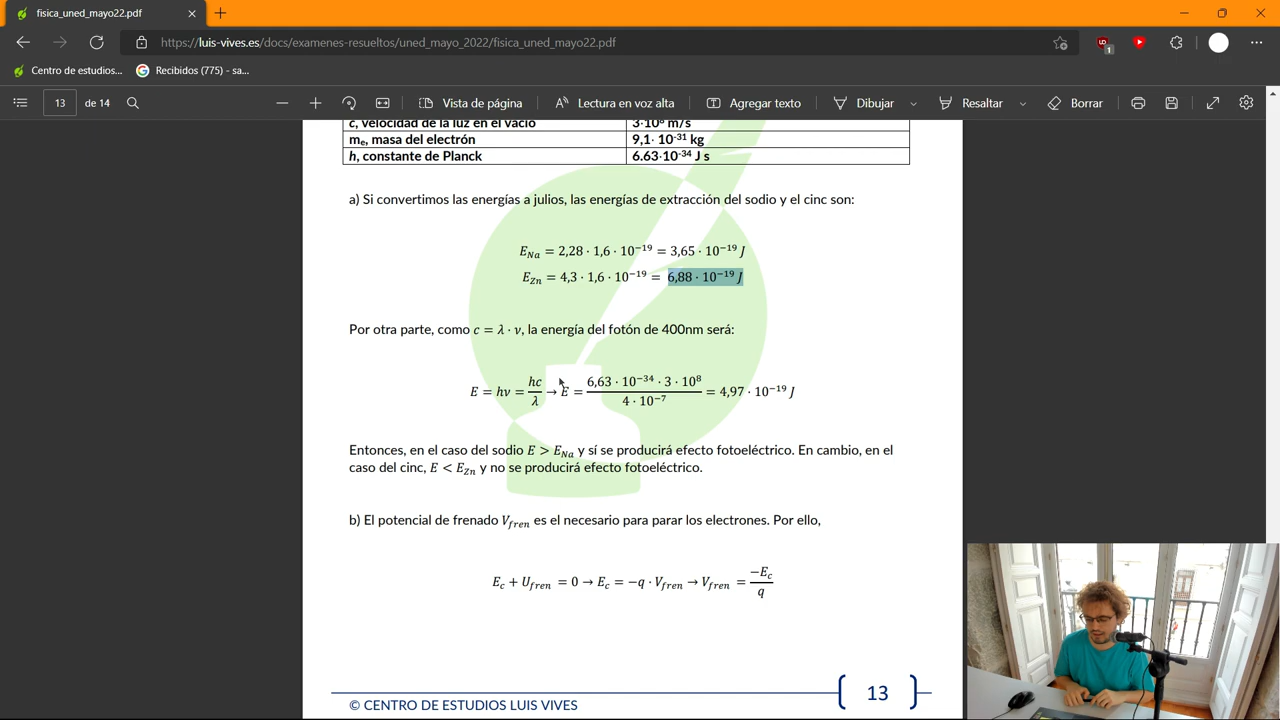 fisica_uned_mayo22.pdf
https://luis-vives.es/docs/examenes-resueltos/uned_mayo_2022/fisica_uned_mayo22.pdf
1
Centro de estudios...
Recibidos (775) - sa...
13 de 14
Vista de página
Lectura en voz alta
Agregar texto
Dibujar
Resaltar
Borrar
c, velocidad de la luz en el vacío 3·10⁸ m/s
mₑ, masa del electrón 9,1· 10⁻³¹ kg
h, constante de Planck 6.63·10⁻³⁴ J s
a) Si convertimos las energías a julios, las energías de extracción del sodio y el cinc son:
E_Na = 2,28 · 1,6 · 10⁻¹⁹ = 3,65 · 10⁻¹⁹ J
E_Zn = 4,3 · 1,6 · 10⁻¹⁹ = 6,88 · 10⁻¹⁹ J
Por otra parte, como c = λ · ν, la energía del fotón de 400nm será:
E = hν = hc/λ → E = (6,63 · 10⁻³⁴ · 3 · 10⁸)/(4 · 10⁻⁷) = 4,97 · 10⁻¹⁹ J
Entonces, en el caso del sodio E > E_Na y sí se producirá efecto fotoeléctrico. En cambio, en el
caso del cinc, E < E_Zn y no se producirá efecto fotoeléctrico.
b) El potencial de frenado V_fren es el necesario para parar los electrones. Por ello,
E_c + U_fren = 0 → E_c = −q · V_fren → V_fren = −E_c/q
13
© CENTRO DE ESTUDIOS LUIS VIVES